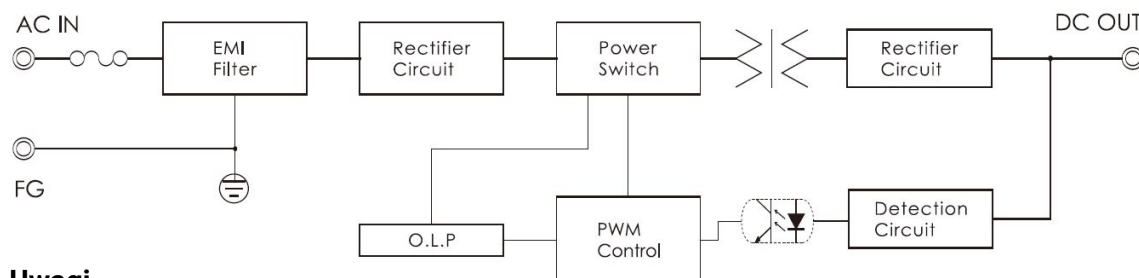 AC IN
DC OUT
EMI
Filter
Rectifier
Circuit
Power
Switch
Rectifier
Circuit
FG
O.L.P
PWM
Control
Detection
Circuit
Uwagi